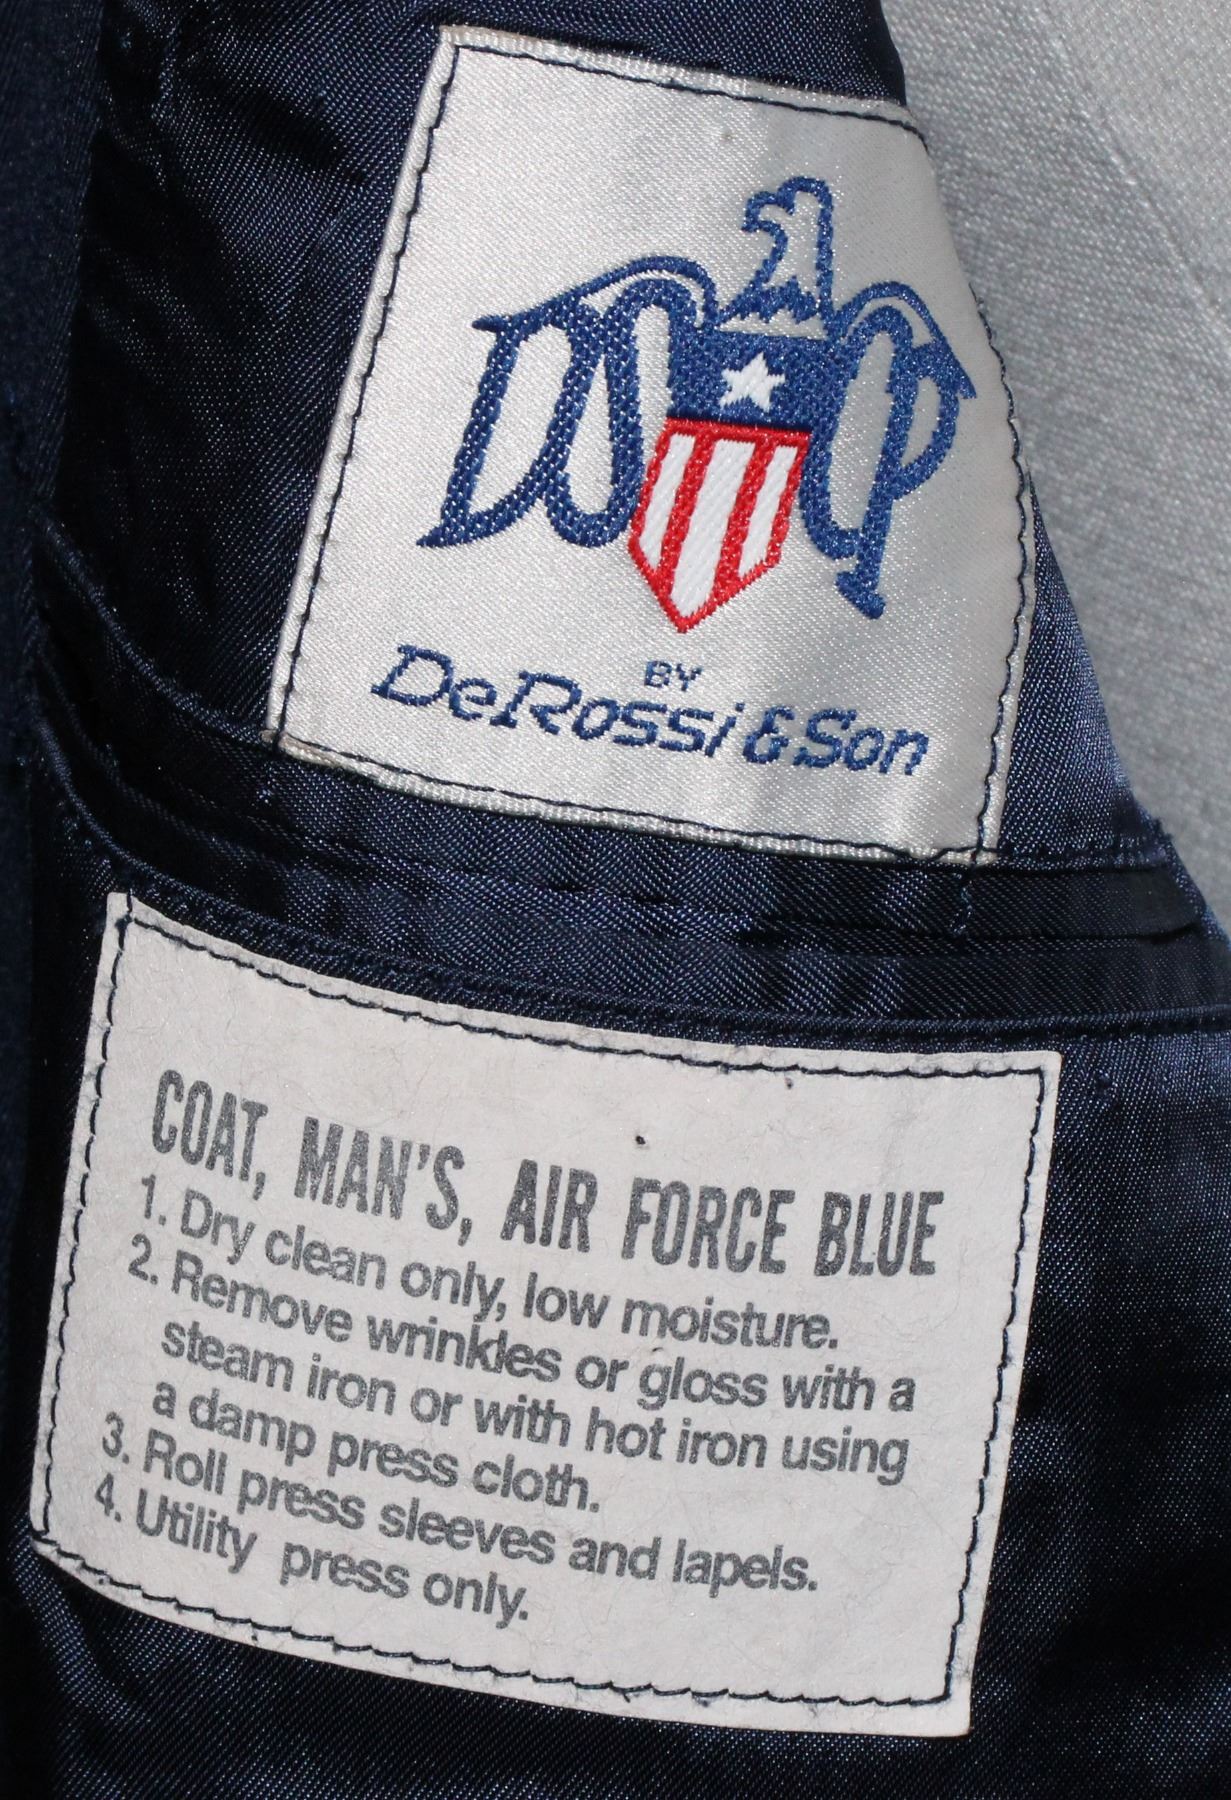 DSCP
BY
DeRossi & Son
COAT, MAN'S, AIR FORCE BLUE
1. Dry clean only, low moisture.
2. Remove wrinkles or gloss with a
steam iron or with hot iron using
a damp press cloth.
3. Roll press sleeves and lapels.
4. Utility press only.